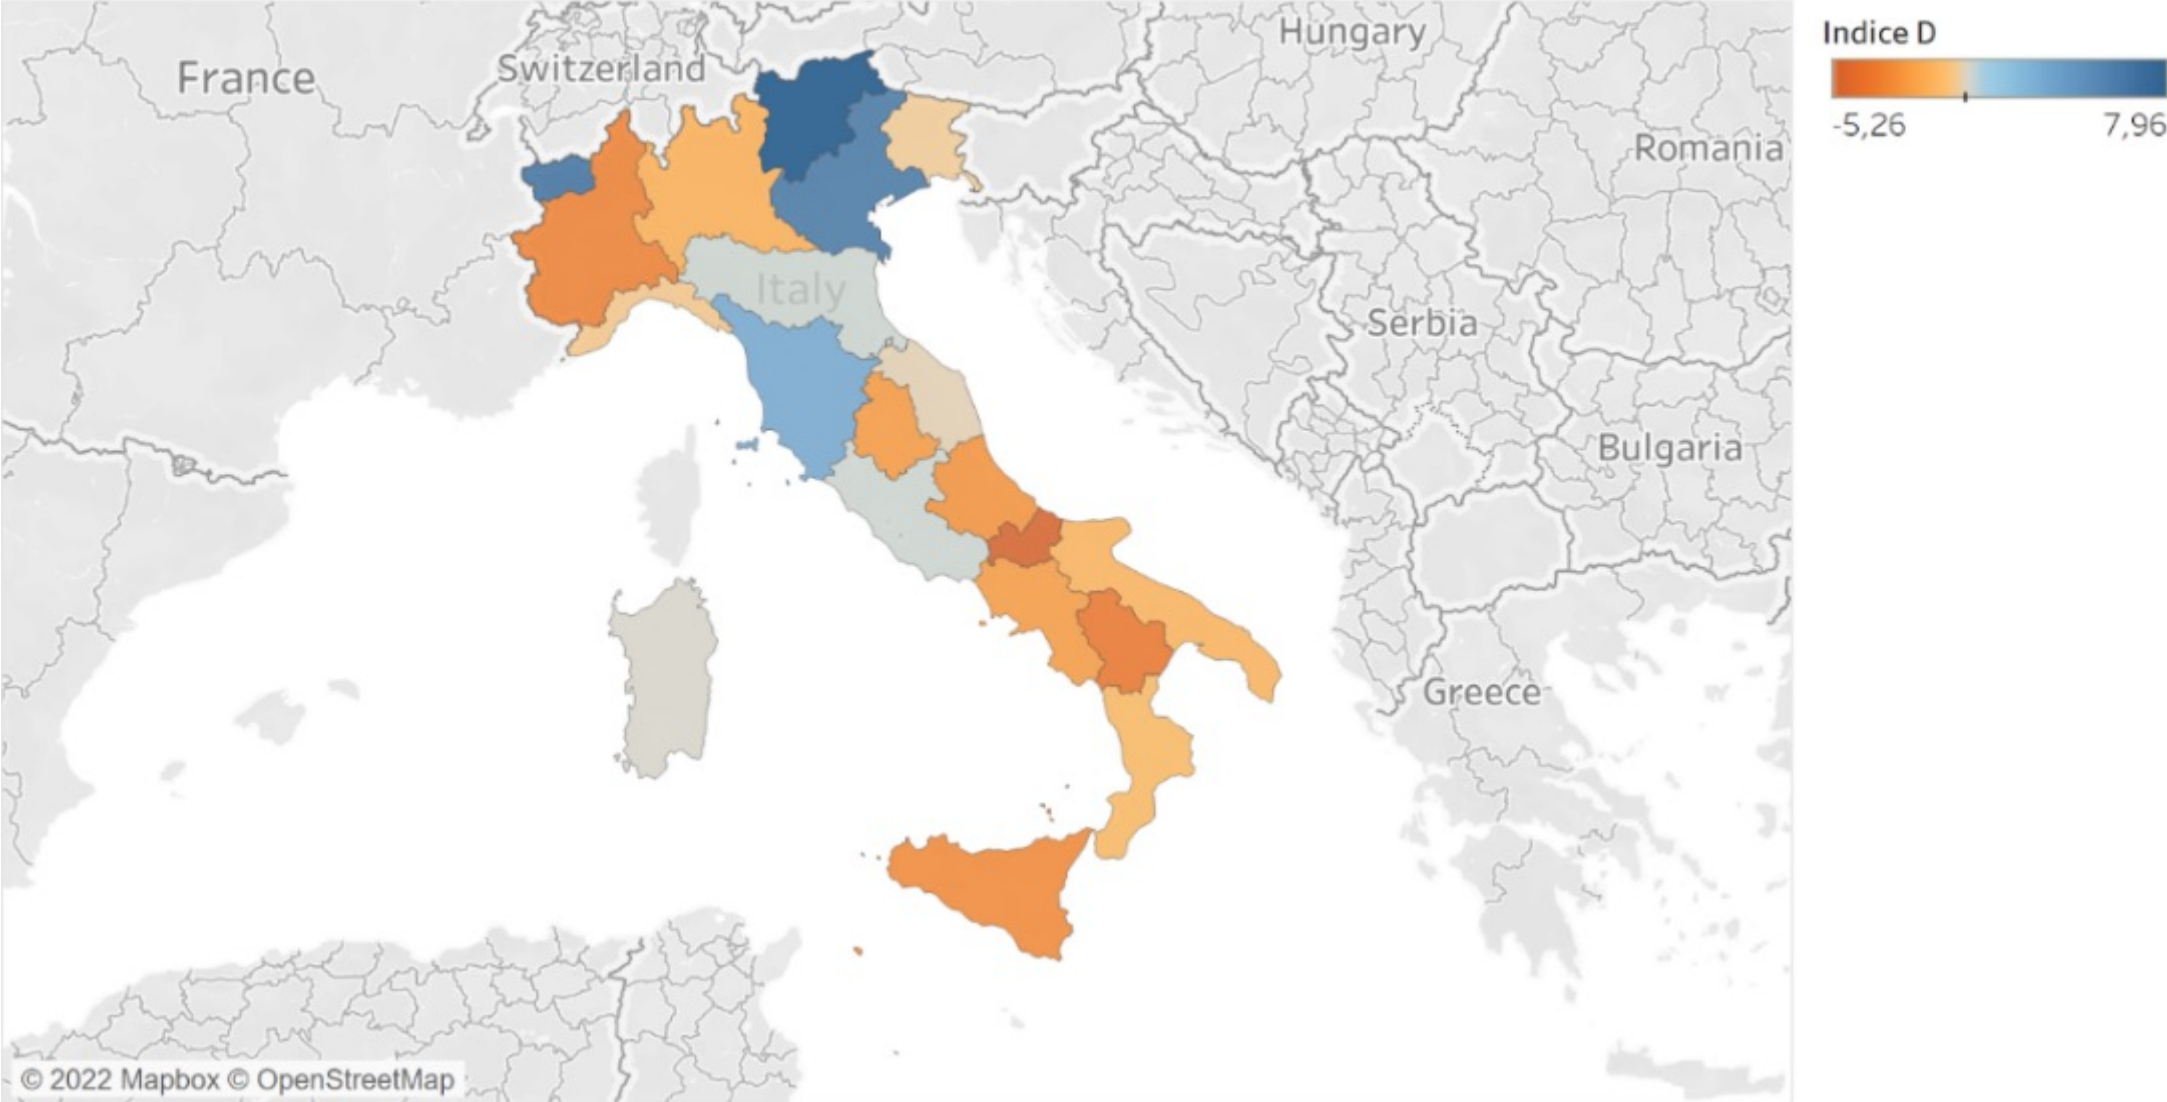 Hungary
France
Switzerland
Romania
Italy
Serbia
Bulgaria
Greece
© 2022 Mapbox © OpenStreetMap
Indice D
-5,26
7,96